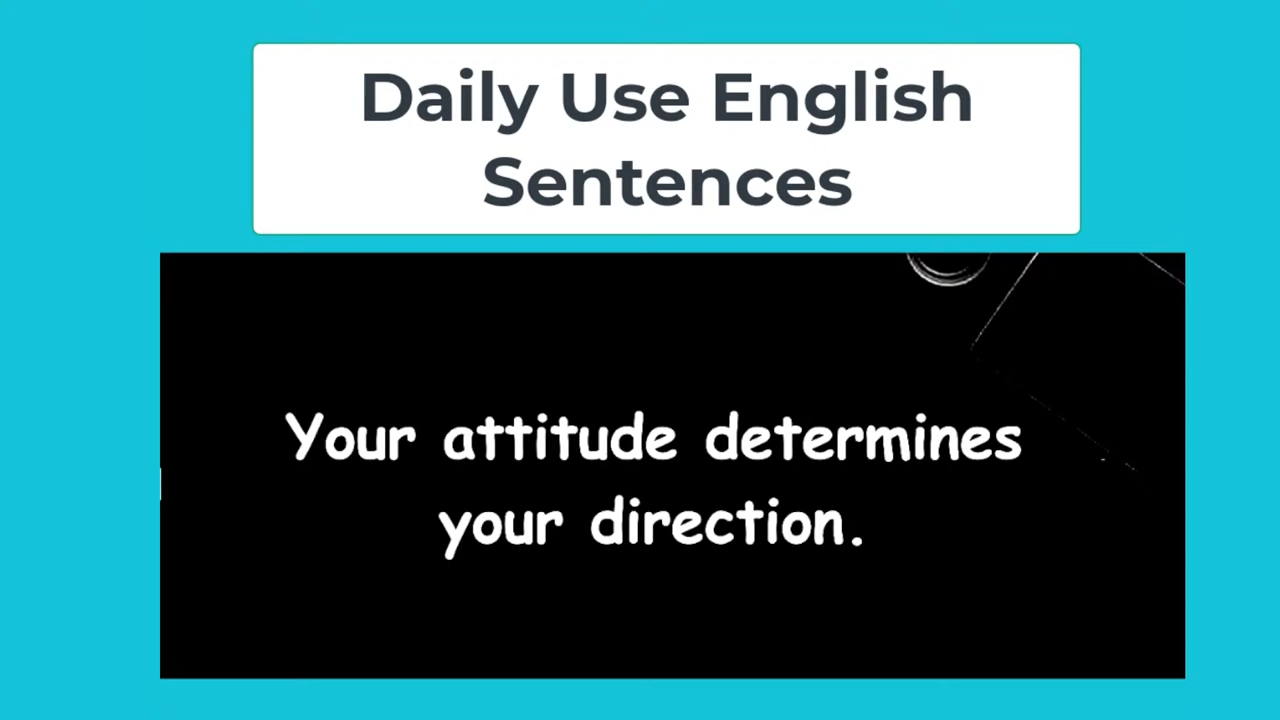 Daily Use English
Sentences
Your attitude determines
your direction.